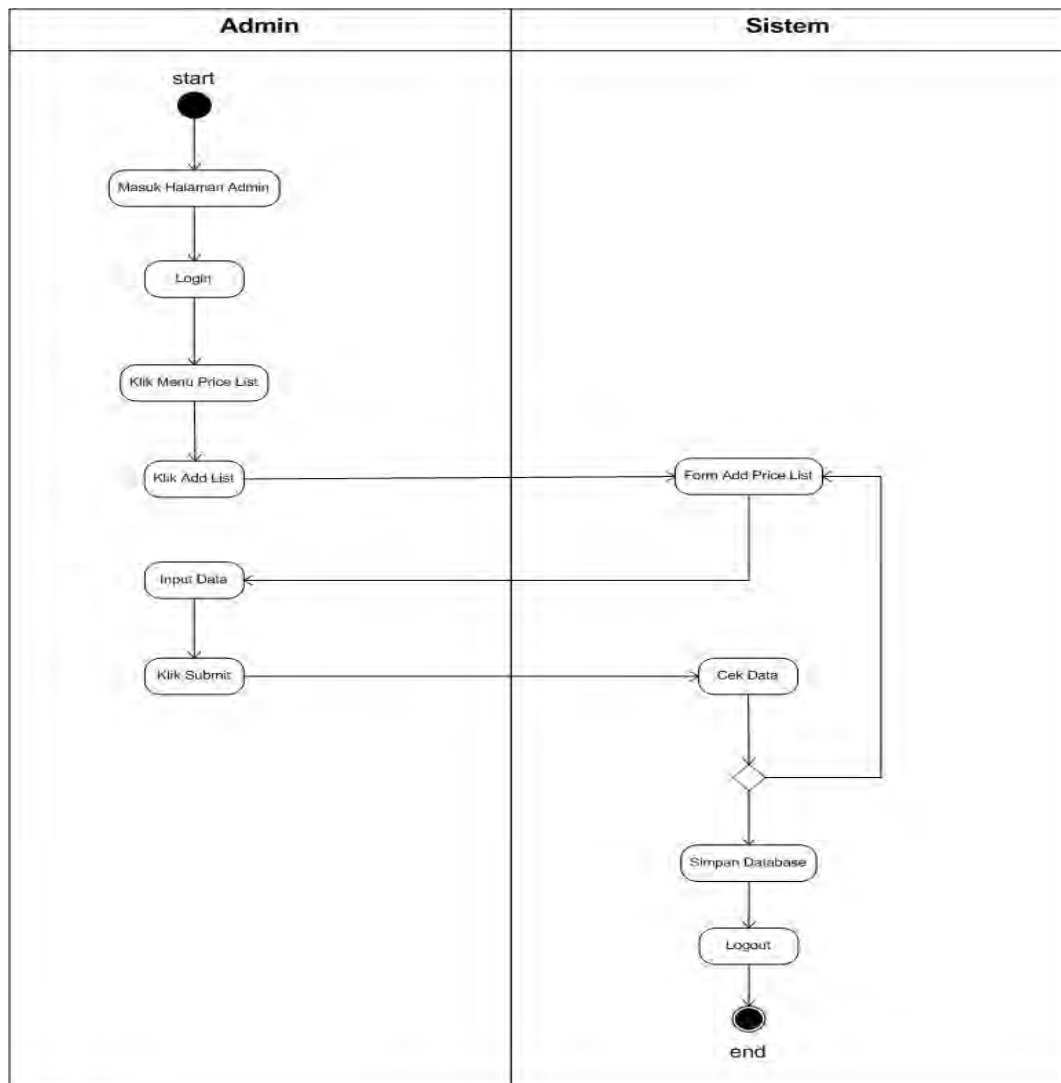 Admin
Sistem
start
Masuk Halaman Admin
Login
Klik Menu Price List
Klik Add List
Form Add Price List
Input Data
Klik Submit
Cek Data
Simpan Database
Logout
end